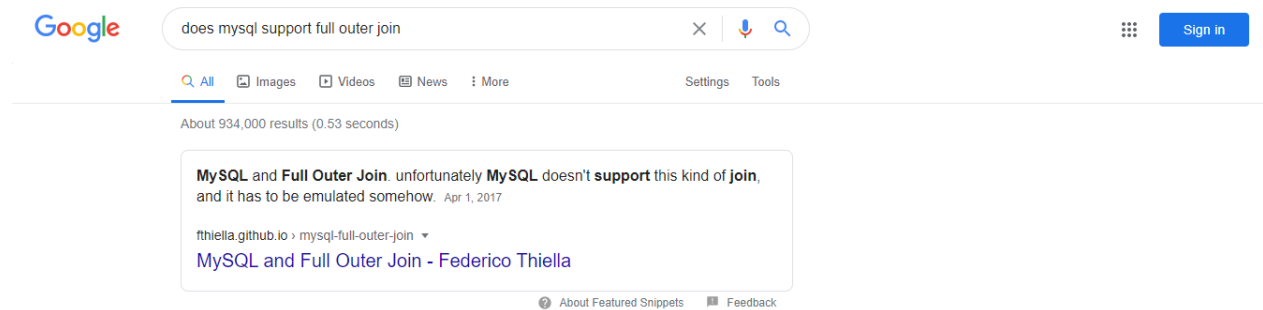 Google
does mysql support full outer join
Sign in
All Images Videos News More Settings Tools
About 934,000 results (0.53 seconds)
MySQL and Full Outer Join. unfortunately MySQL doesn't support this kind of join,
and it has to be emulated somehow. Apr 1, 2017
fthiella.github.io › mysql-full-outer-join
MySQL and Full Outer Join - Federico Thiella
About Featured Snippets Feedback